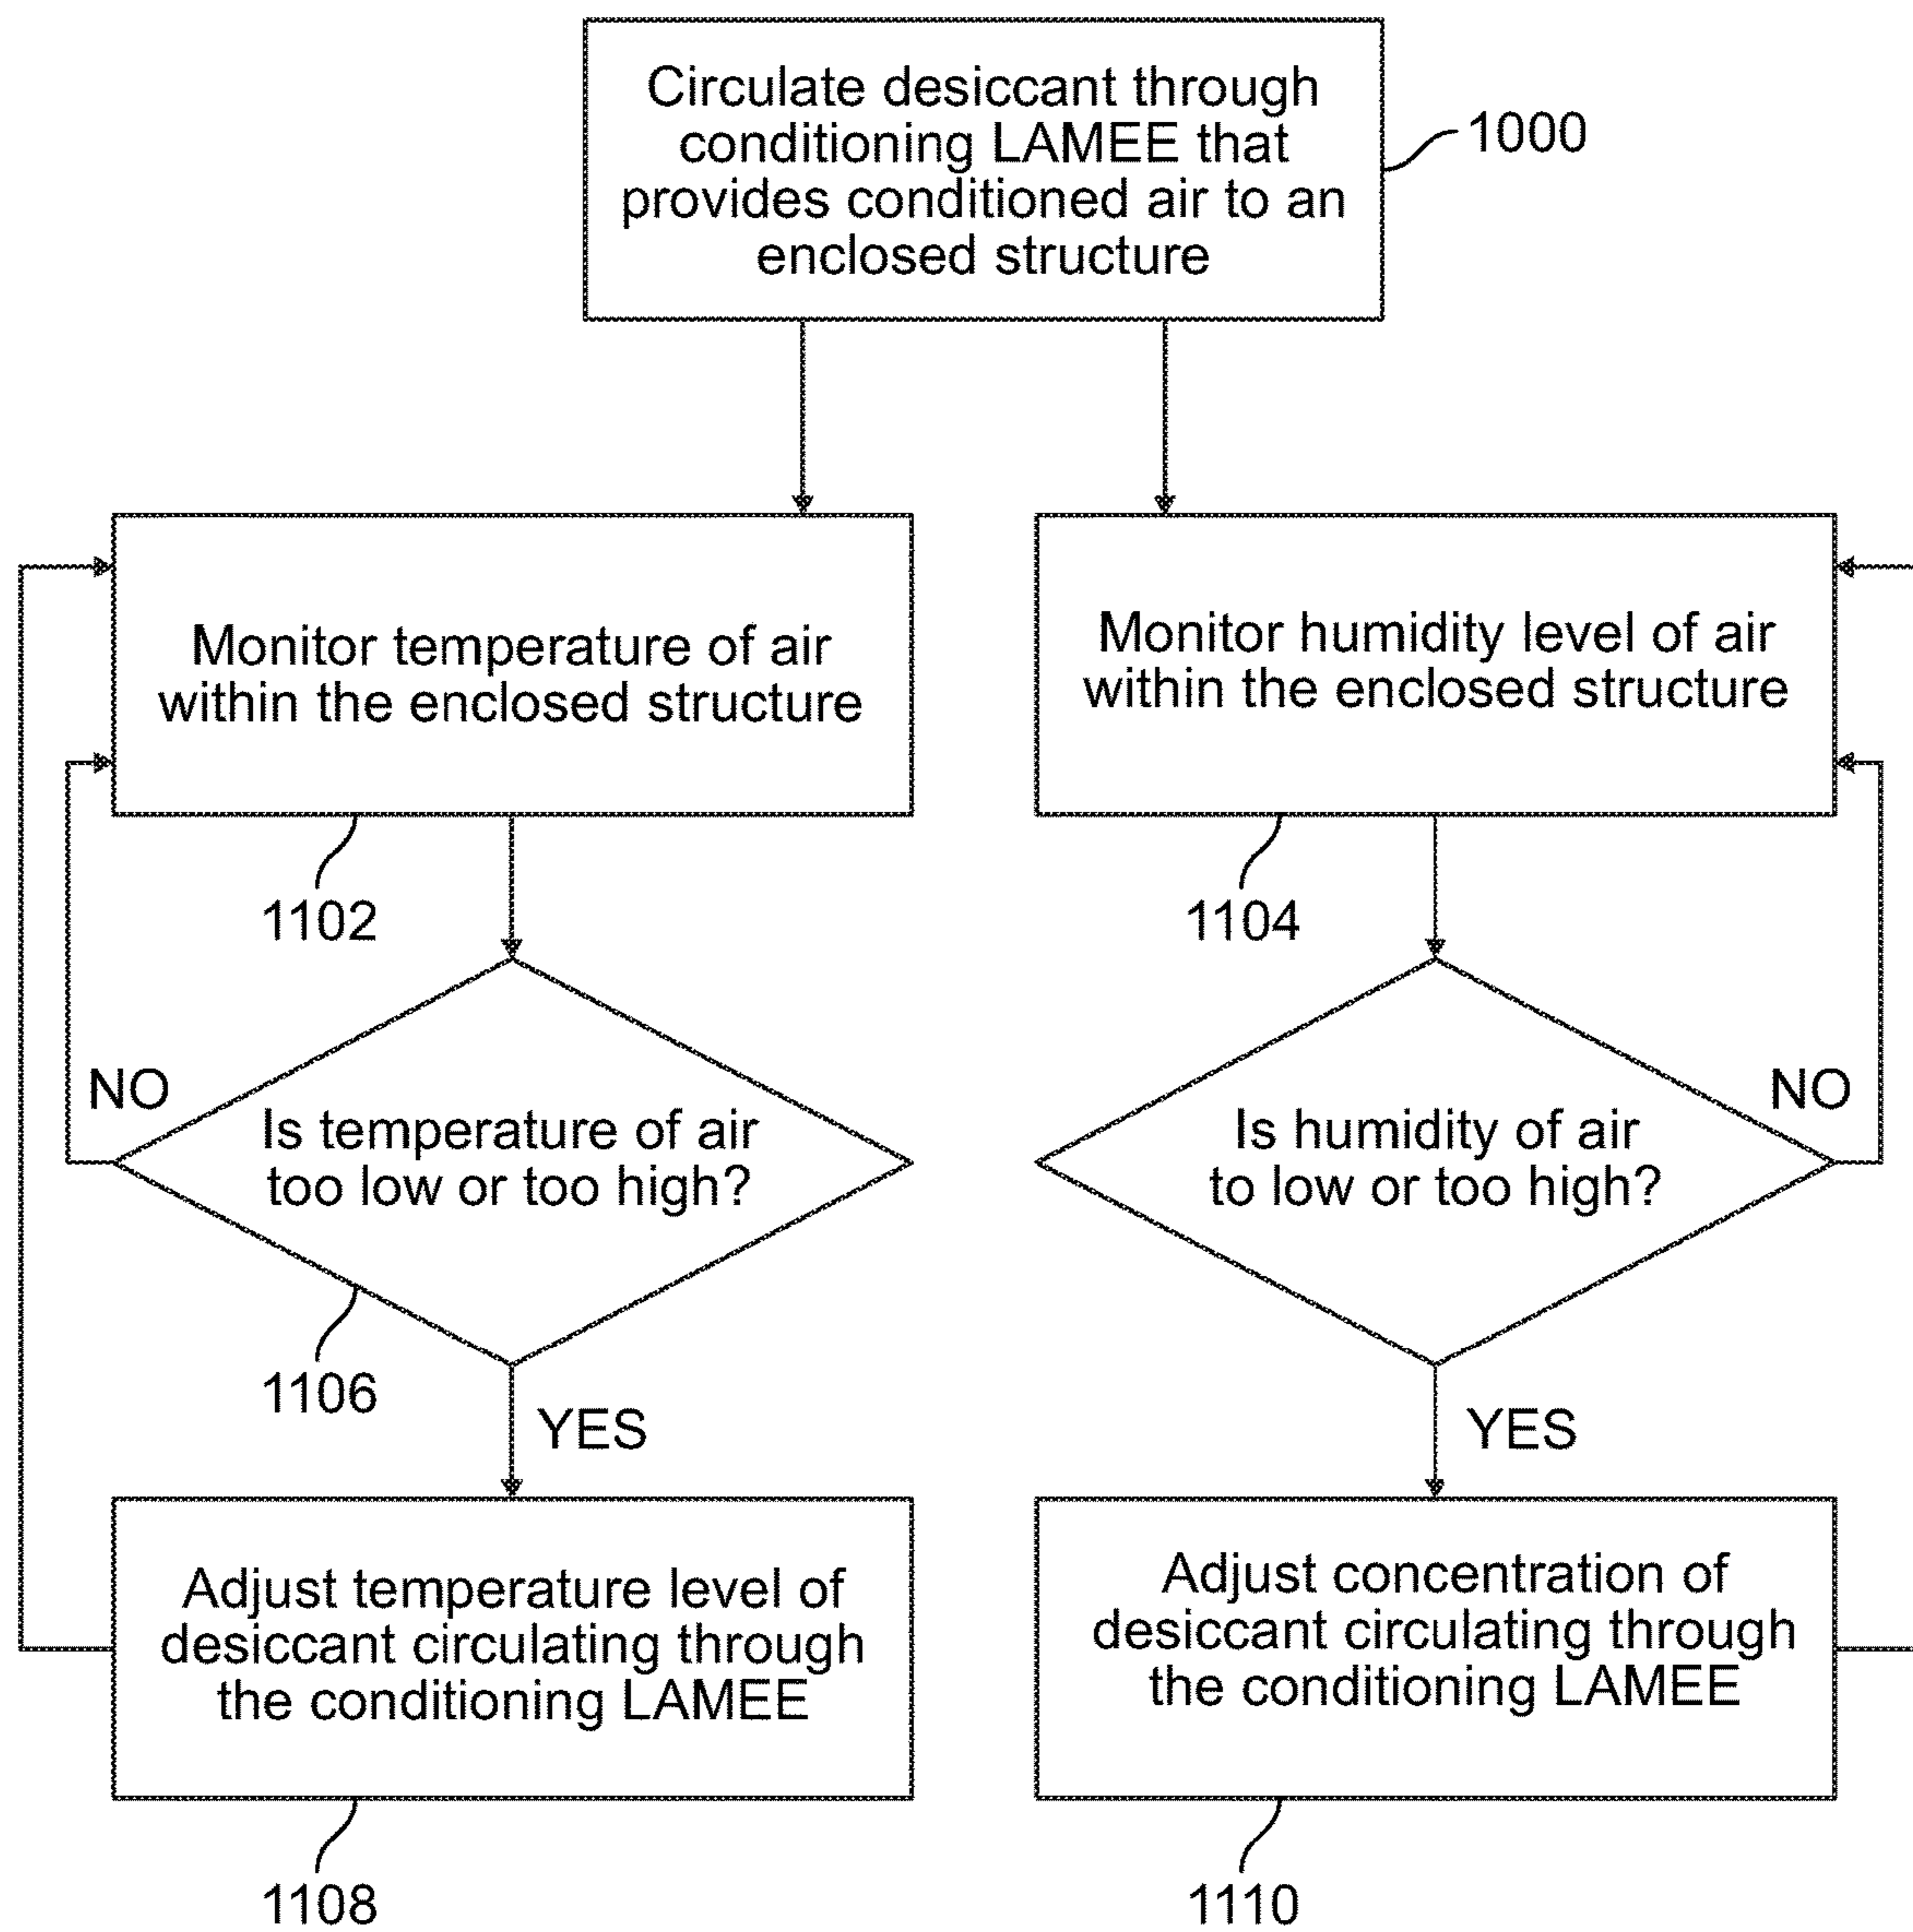 Circulate desiccant through
conditioning LAMEE that
provides conditioned air to an
enclosed structure
1000
Monitor temperature of air
within the enclosed structure
1102
Monitor humidity level of air
within the enclosed structure
1104
NO
Is temperature of air
too low or too high?
1106
YES
Is humidity of air
to low or too high?
NO
YES
Adjust temperature level of
desiccant circulating through
the conditioning LAMEE
1108
Adjust concentration of
desiccant circulating through
the conditioning LAMEE
1110